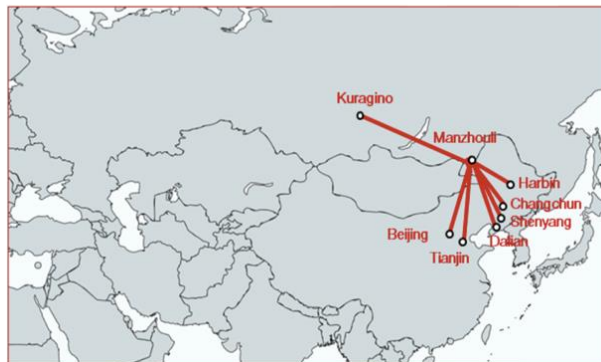 Kuragino
Manzhouli
Harbin
Changchun
Shenyang
Beijing
Dalian
Tianjin